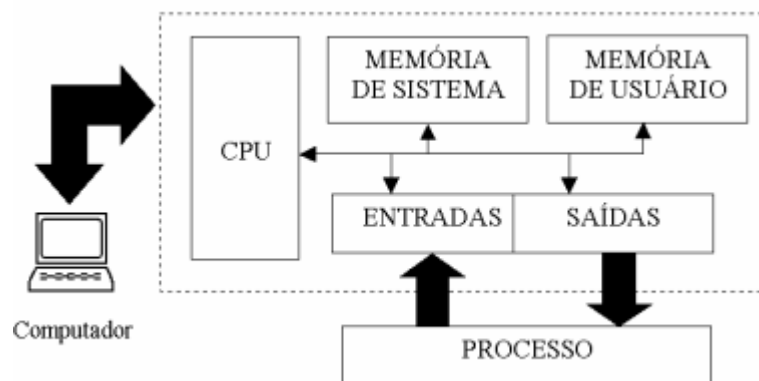 MEMÓRIA
DE SISTEMA
MEMÓRIA
DE USUÁRIO
CPU
ENTRADAS
SAÍDAS
Computador
PROCESSO